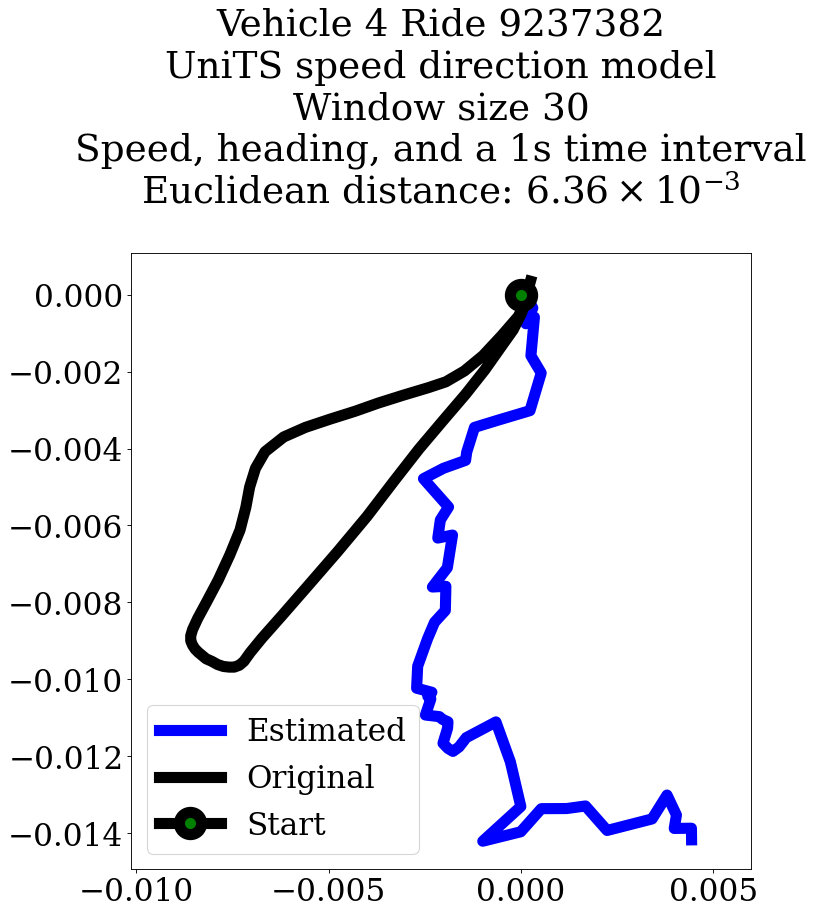 Vehicle 4 Ride 9237382
UniTS speed direction model
Window size 30
Speed, heading, and a 1s time interval
Euclidean distance: 6.36 × 10⁻³
0.000
−0.002
−0.004
−0.006
−0.008
−0.010
−0.012
−0.014
Estimated
Original
Start
−0.010 −0.005 0.000 0.005